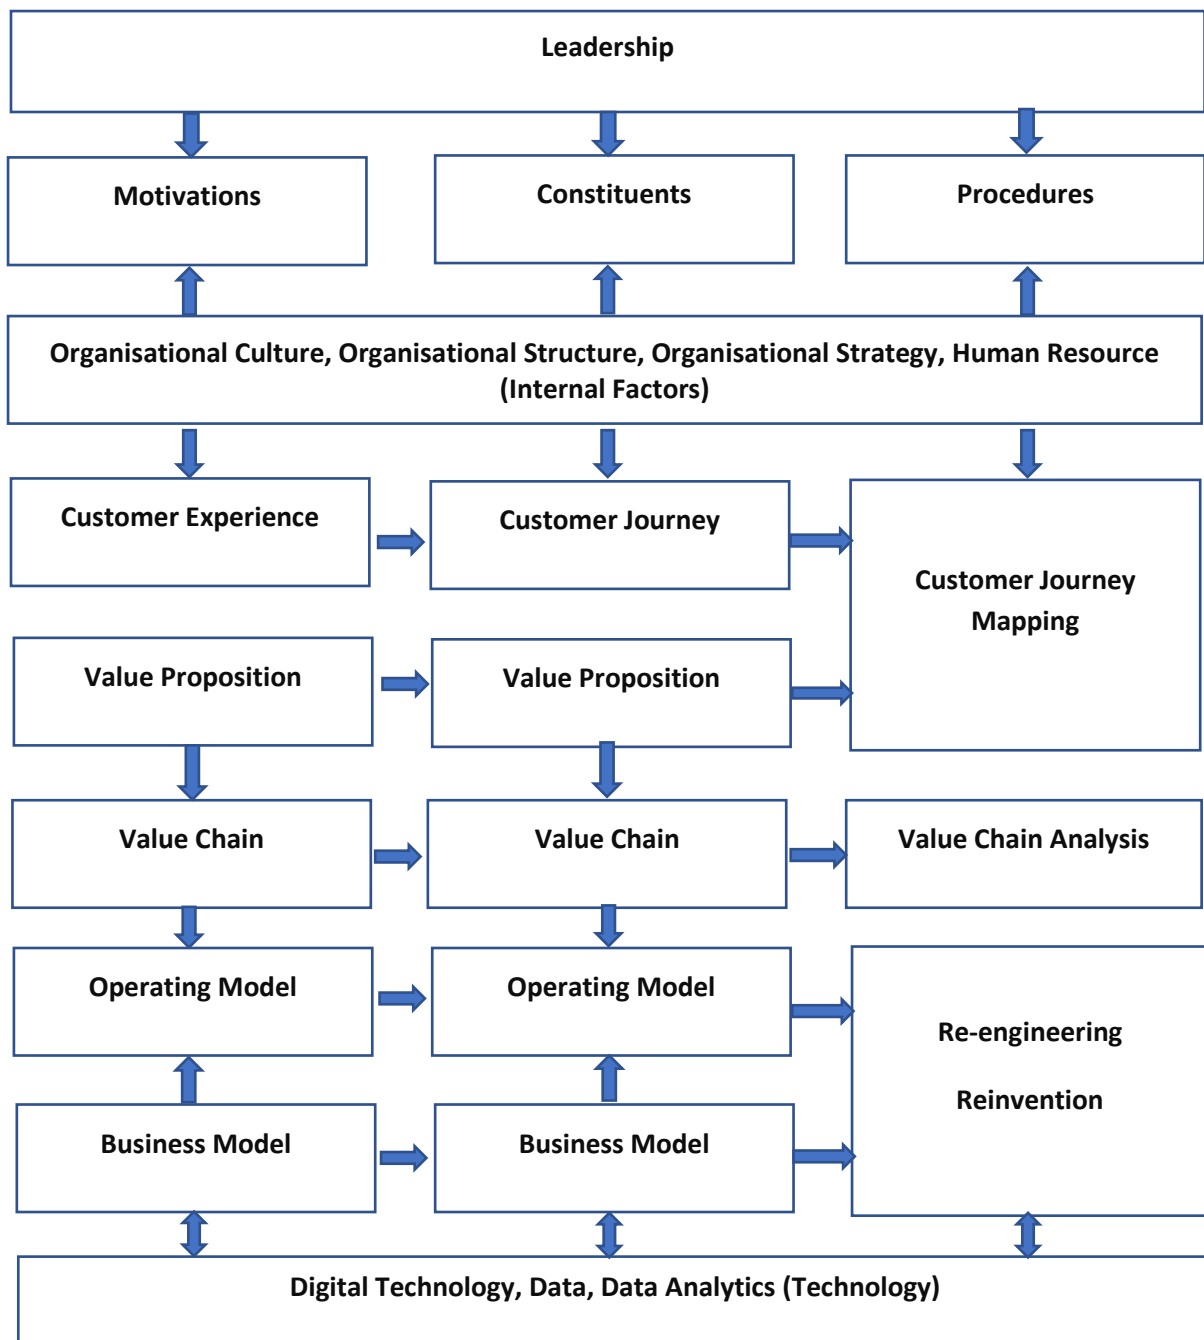 Leadership
Motivations
Constituents
Procedures
Organisational Culture, Organisational Structure, Organisational Strategy, Human Resource
(Internal Factors)
Customer Experience
Customer Journey
Customer Journey
Mapping
Value Proposition
Value Proposition
Value Chain
Value Chain
Value Chain Analysis
Operating Model
Operating Model
Re-engineering
Reinvention
Business Model
Business Model
Digital Technology, Data, Data Analytics (Technology)